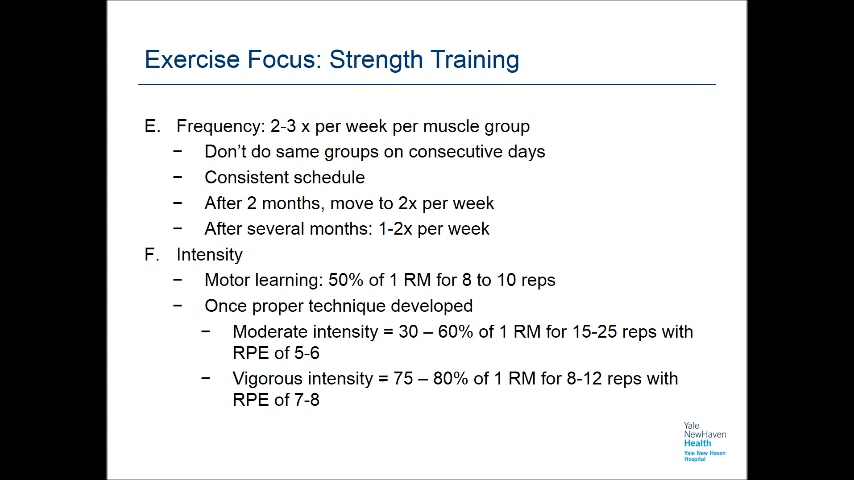 Exercise Focus: Strength Training
E. Frequency: 2-3 x per week per muscle group
− Don't do same groups on consecutive days
− Consistent schedule
− After 2 months, move to 2x per week
− After several months: 1-2x per week
F. Intensity
− Motor learning: 50% of 1 RM for 8 to 10 reps
− Once proper technique developed
− Moderate intensity = 30 – 60% of 1 RM for 15-25 reps with
RPE of 5-6
− Vigorous intensity = 75 – 80% of 1 RM for 8-12 reps with
RPE of 7-8
Yale
NewHaven
Health
Yale New Haven
Hospital